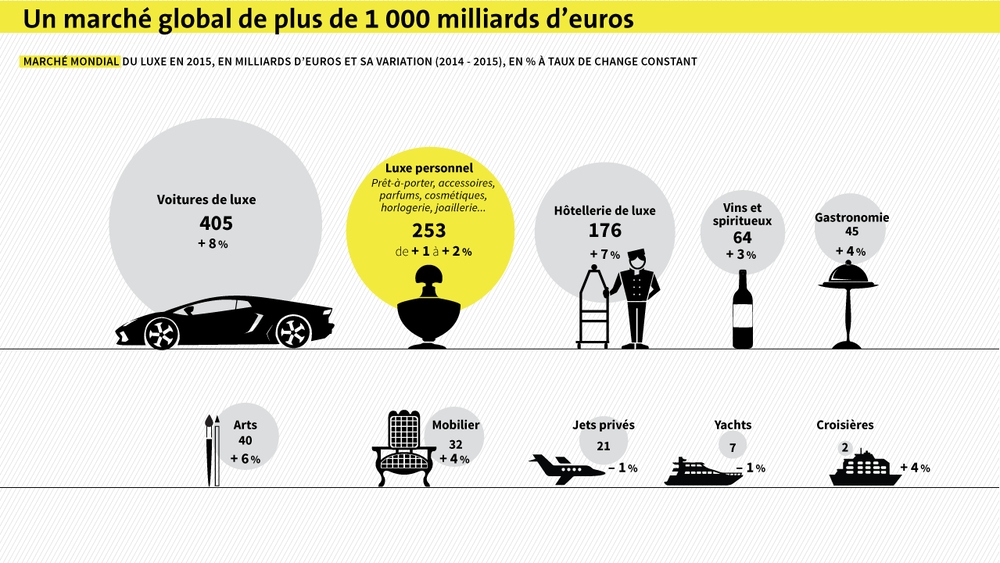 Un marché global de plus de 1 000 milliards d’euros
MARCHÉ MONDIAL DU LUXE EN 2015, EN MILLIARDS D’EUROS ET SA VARIATION (2014 - 2015), EN % À TAUX DE CHANGE CONSTANT
Voitures de luxe
405
+ 8 %
Luxe personnel
Prêt-à-porter, accessoires,
parfums, cosmétiques,
horlogerie, joaillerie...
253
de + 1 à + 2 %
Hôtellerie de luxe
176
+ 7 %
Vins et
spiritueux
64
+ 3 %
Gastronomie
45
+ 4 %
Arts
40
+ 6 %
Mobilier
32
+ 4 %
Jets privés
21
– 1 %
Yachts
7
– 1 %
Croisières
2
+ 4 %